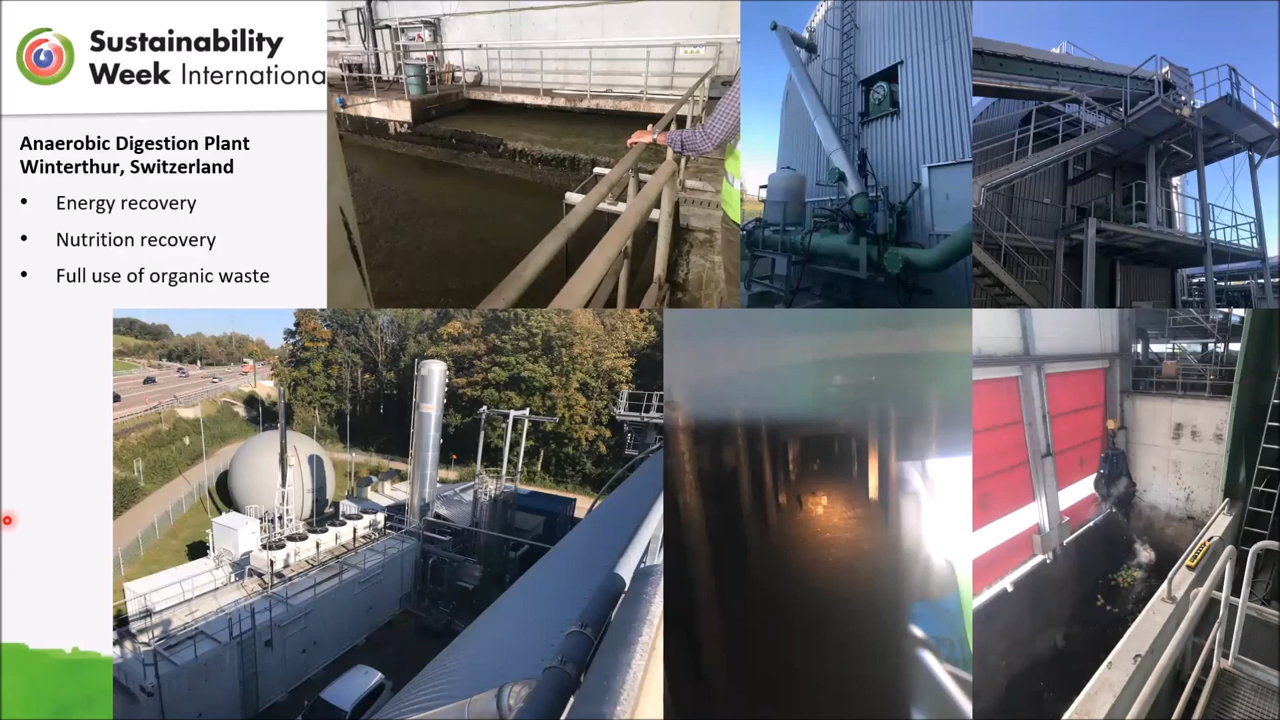 Sustainability
Week Internationa
Anaerobic Digestion Plant
Winterthur, Switzerland
• Energy recovery
• Nutrition recovery
• Full use of organic waste